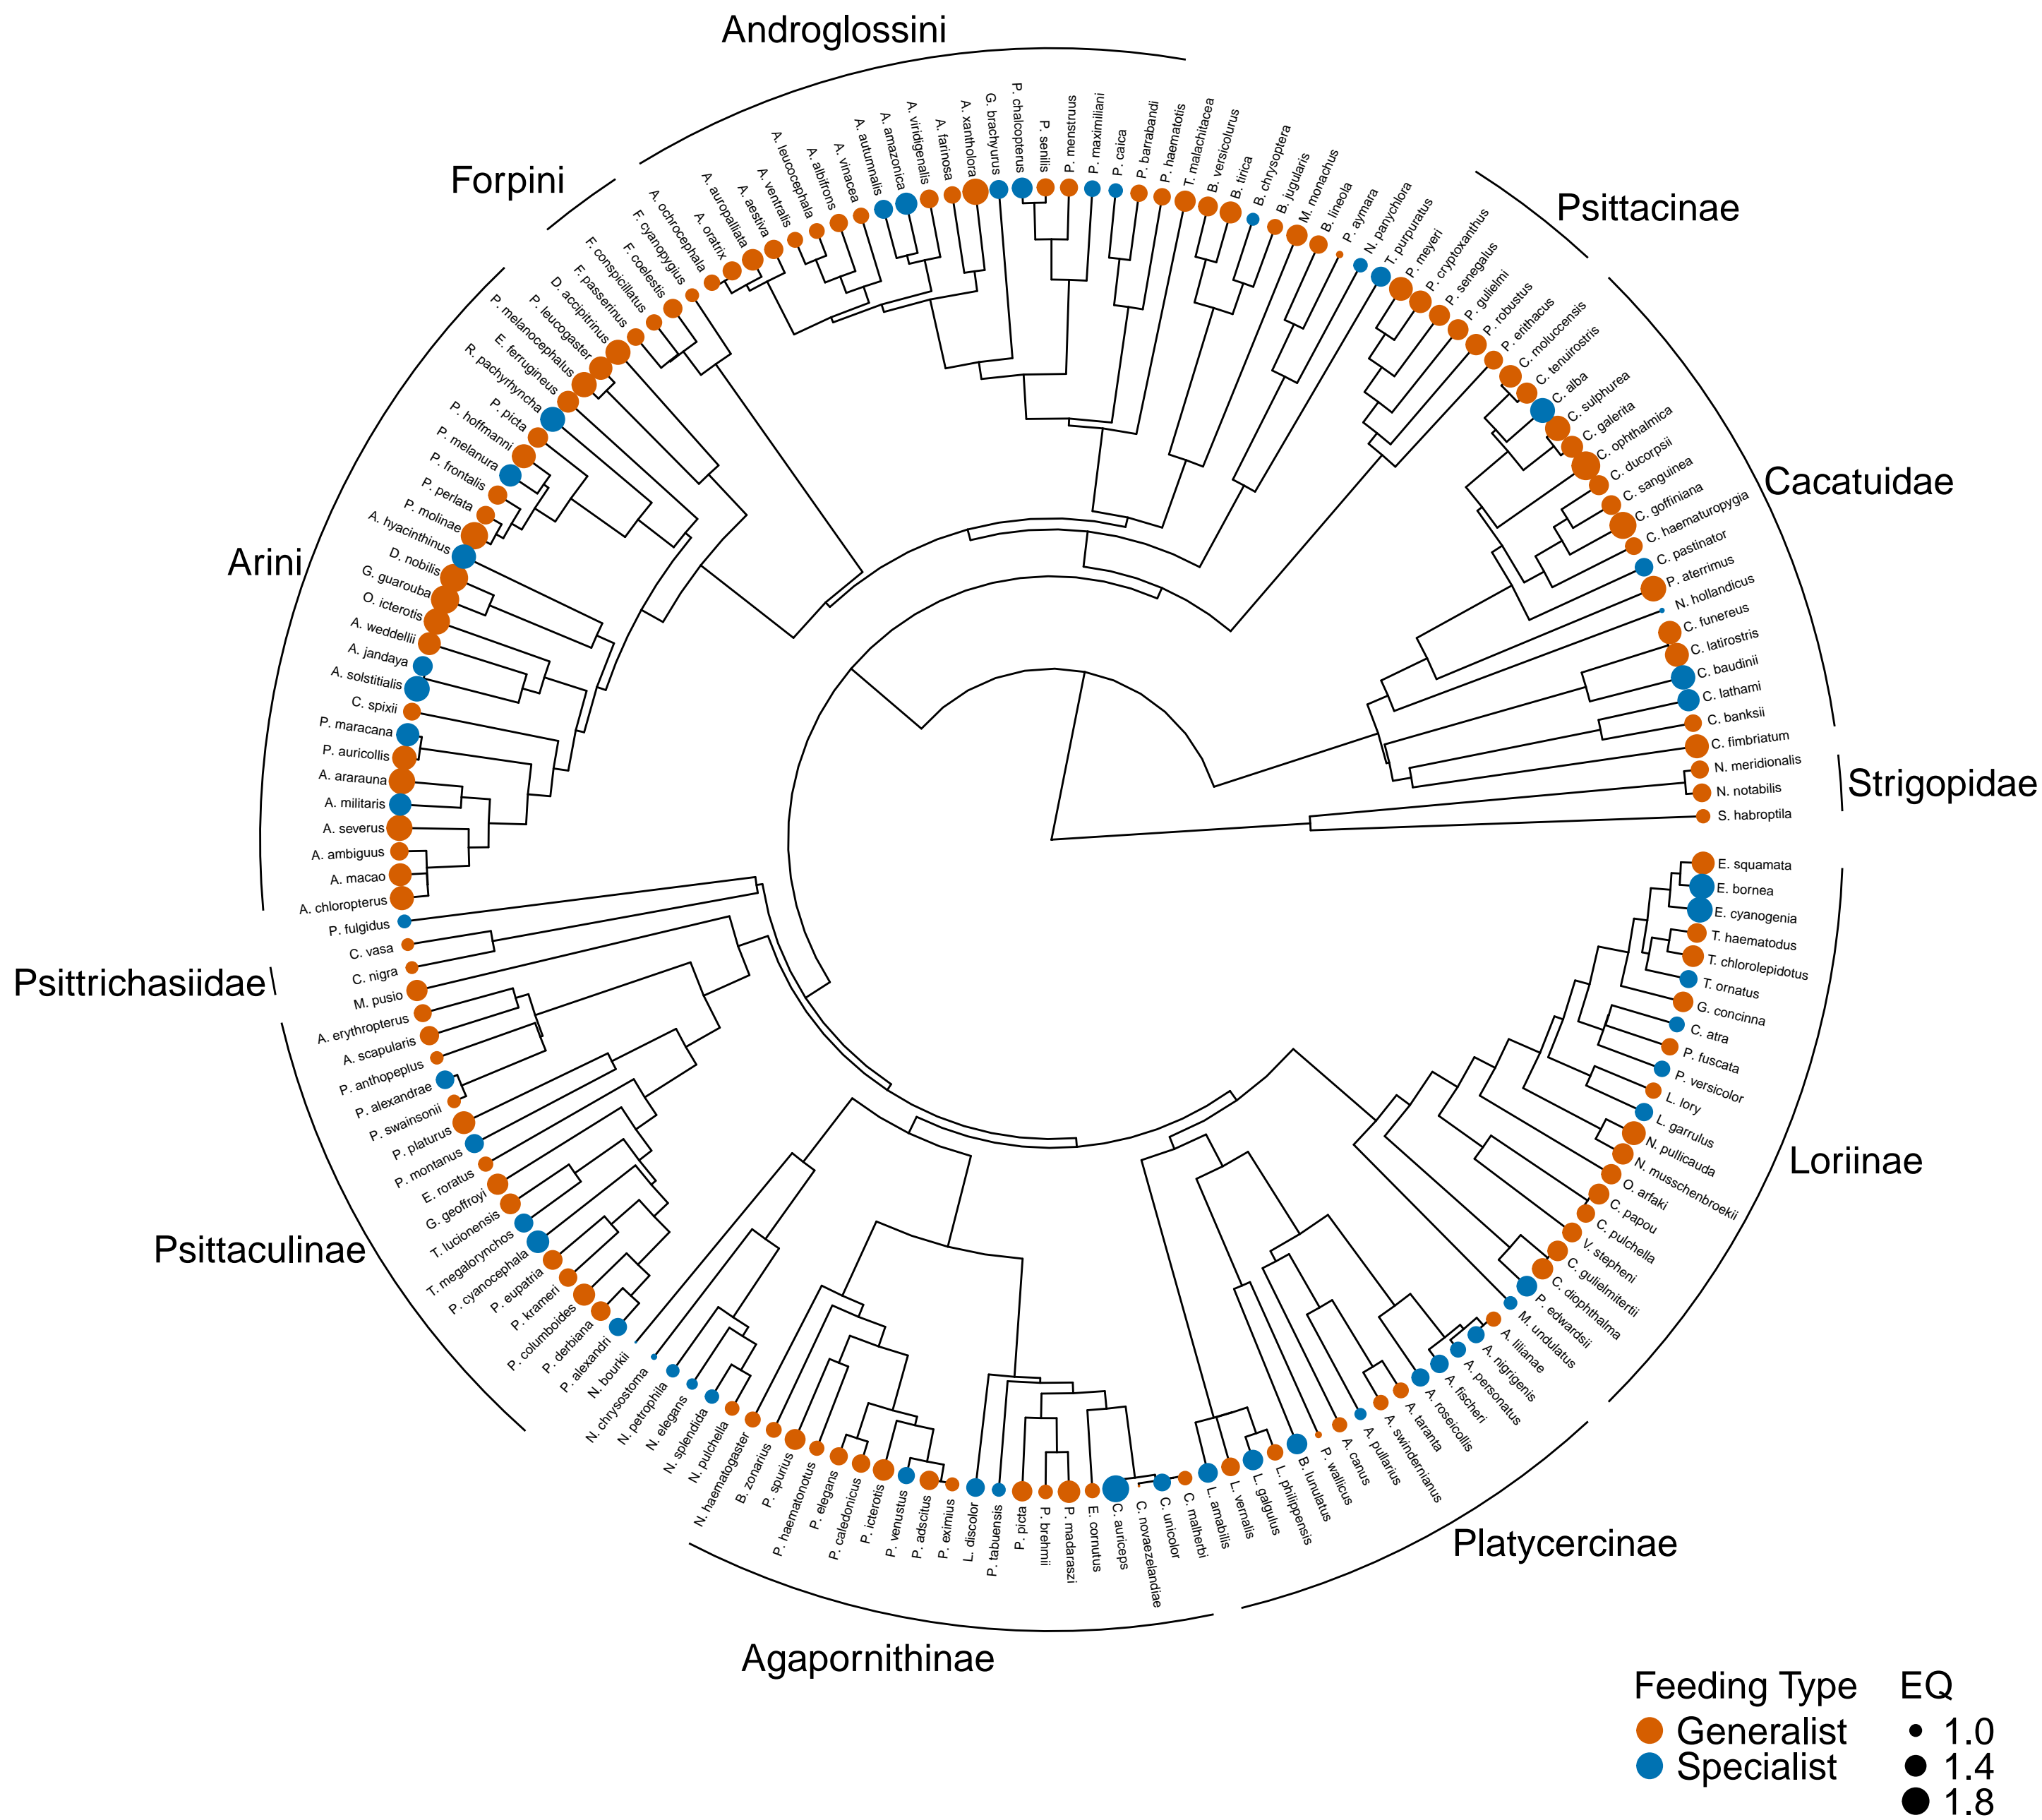 Androglossini
Forpini
Psittacinae
Cacatuidae
Arini
Strigopidae
Psittrichasiidae
Loriinae
Psittaculinae
Platycercinae
Agapornithinae
S. habroptila
N. notabilis
N. meridionalis
C. fimbriatum
C. banksii
C. lathami
C. baudinii
C. latirostris
C. funereus
N. hollandicus
P. aterrimus
C. pastinator
C. haematuropygia
C. goffiniana
C. sanguinea
C. ducorpsii
C. ophthalmica
C. galerita
C. sulphurea
C. alba
C. tenuirostris
C. moluccensis
P. erithacus
P. robustus
P. gulielmi
P. senegalus
P. cryptoxanthus
P. meyeri
T. purpuratus
N. panychlora
P. aymara
B. lineola
M. monachus
B. jugularis
B. chrysoptera
B. tirica
B. versicolurus
T. malachitacea
P. haematotis
P. barrabandi
P. caica
P. maximiliani
P. menstruus
P. senilis
P. chalcopterus
G. brachyurus
A. xantholora
A. farinosa
A. viridigenalis
A. amazonica
A. autumnalis
A. vinacea
A. albifrons
A. leucocephala
A. ventralis
A. aestiva
A. auropalliata
A. oratrix
A. ochrocephala
F. cyanopygius
F. coelestis
F. conspicillatus
F. passerinus
D. accipitrinus
P. leucogaster
P. melanocephalus
E. ferrugineus
R. pachyrhyncha
P. picta
P. hoffmanni
P. melanura
P. frontalis
P. perlata
P. molinae
A. hyacinthinus
D. nobilis
G. guarouba
O. icterotis
A. weddellii
A. jandaya
A. solstitialis
C. spixii
P. maracana
P. auricollis
A. ararauna
A. militaris
A. severus
A. ambiguus
A. macao
A. chloropterus
P. fulgidus
C. vasa
C. nigra
M. pusio
A. erythropterus
A. scapularis
P. anthopeplus
P. alexandrae
P. swainsonii
P. platurus
P. montanus
E. roratus
G. geoffroyi
T. lucionensis
T. megalorynchos
P. cyanocephala
P. eupatria
P. krameri
P. columboides
P. derbiana
P. alexandri
N. bourkii
N. chrysostoma
N. petrophila
N. elegans
N. splendida
N. pulchella
N. haematogaster
B. zonarius
P. spurius
P. haematonotus
P. elegans
P. caledonicus
P. icterotis
P. venustus
P. adscitus
P. eximius
L. discolor
P. tabuensis
P. picta
P. brehmii
P. madaraszi
E. cornutus
C. auriceps
C. novaezelandiae
C. unicolor
C. malherbi
L. amabilis
L. vernalis
L. galgulus
L. philippensis
B. lunulatus
P. wallicus
A. canus
A. pullarius
A. swindernianus
A. taranta
A. roseicollis
A. fischeri
A. personatus
A. nigrigenis
A. lilianae
M. undulatus
P. edwardsii
C. diophthalma
C. gulielmitertii
V. stepheni
C. pulchella
C. papou
O. arfaki
N. musschenbroekii
N. pullicauda
L. garrulus
L. lory
P. versicolor
P. fuscata
C. atra
G. concinna
T. ornatus
T. chlorolepidotus
T. haematodus
E. cyanogenia
E. bornea
E. squamata
Feeding Type
Generalist
Specialist
EQ
1.0
1.4
1.8